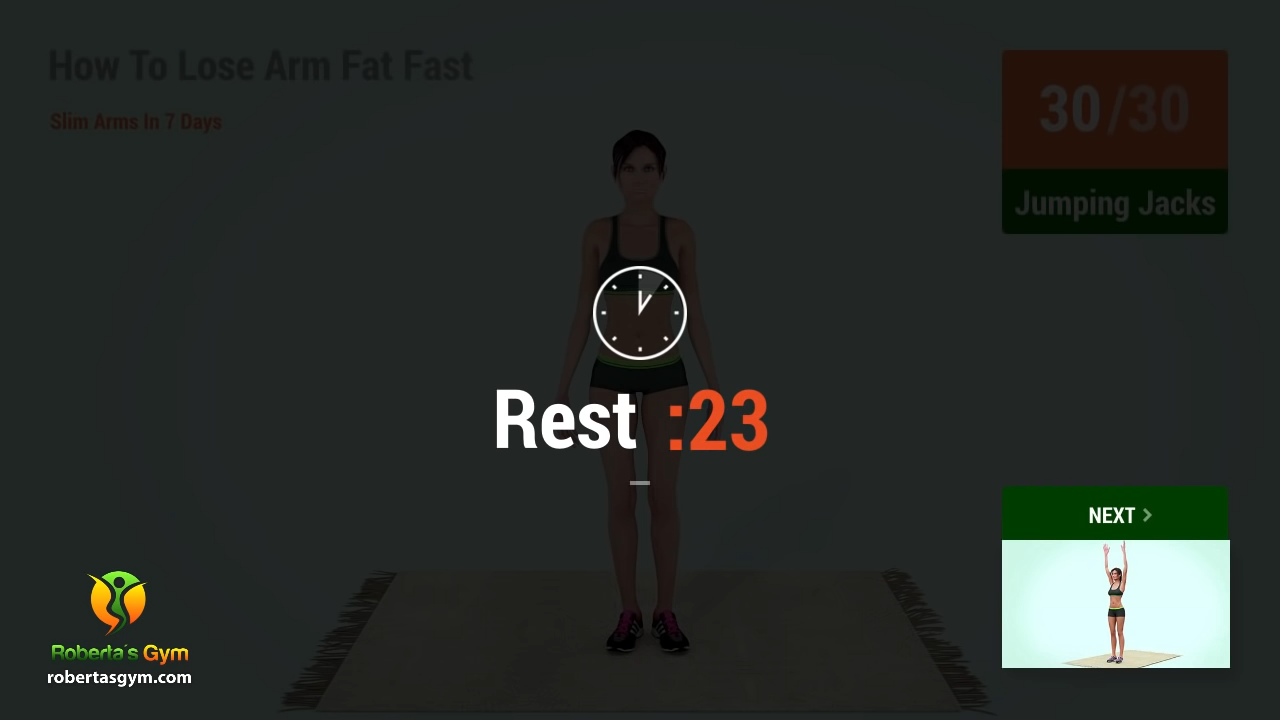 How To Lose Arm Fat Fast
Slim Arms In 7 Days
30/30
Jumping Jacks
Rest :23
NEXT >
Roberta's Gym
robertasgym.com